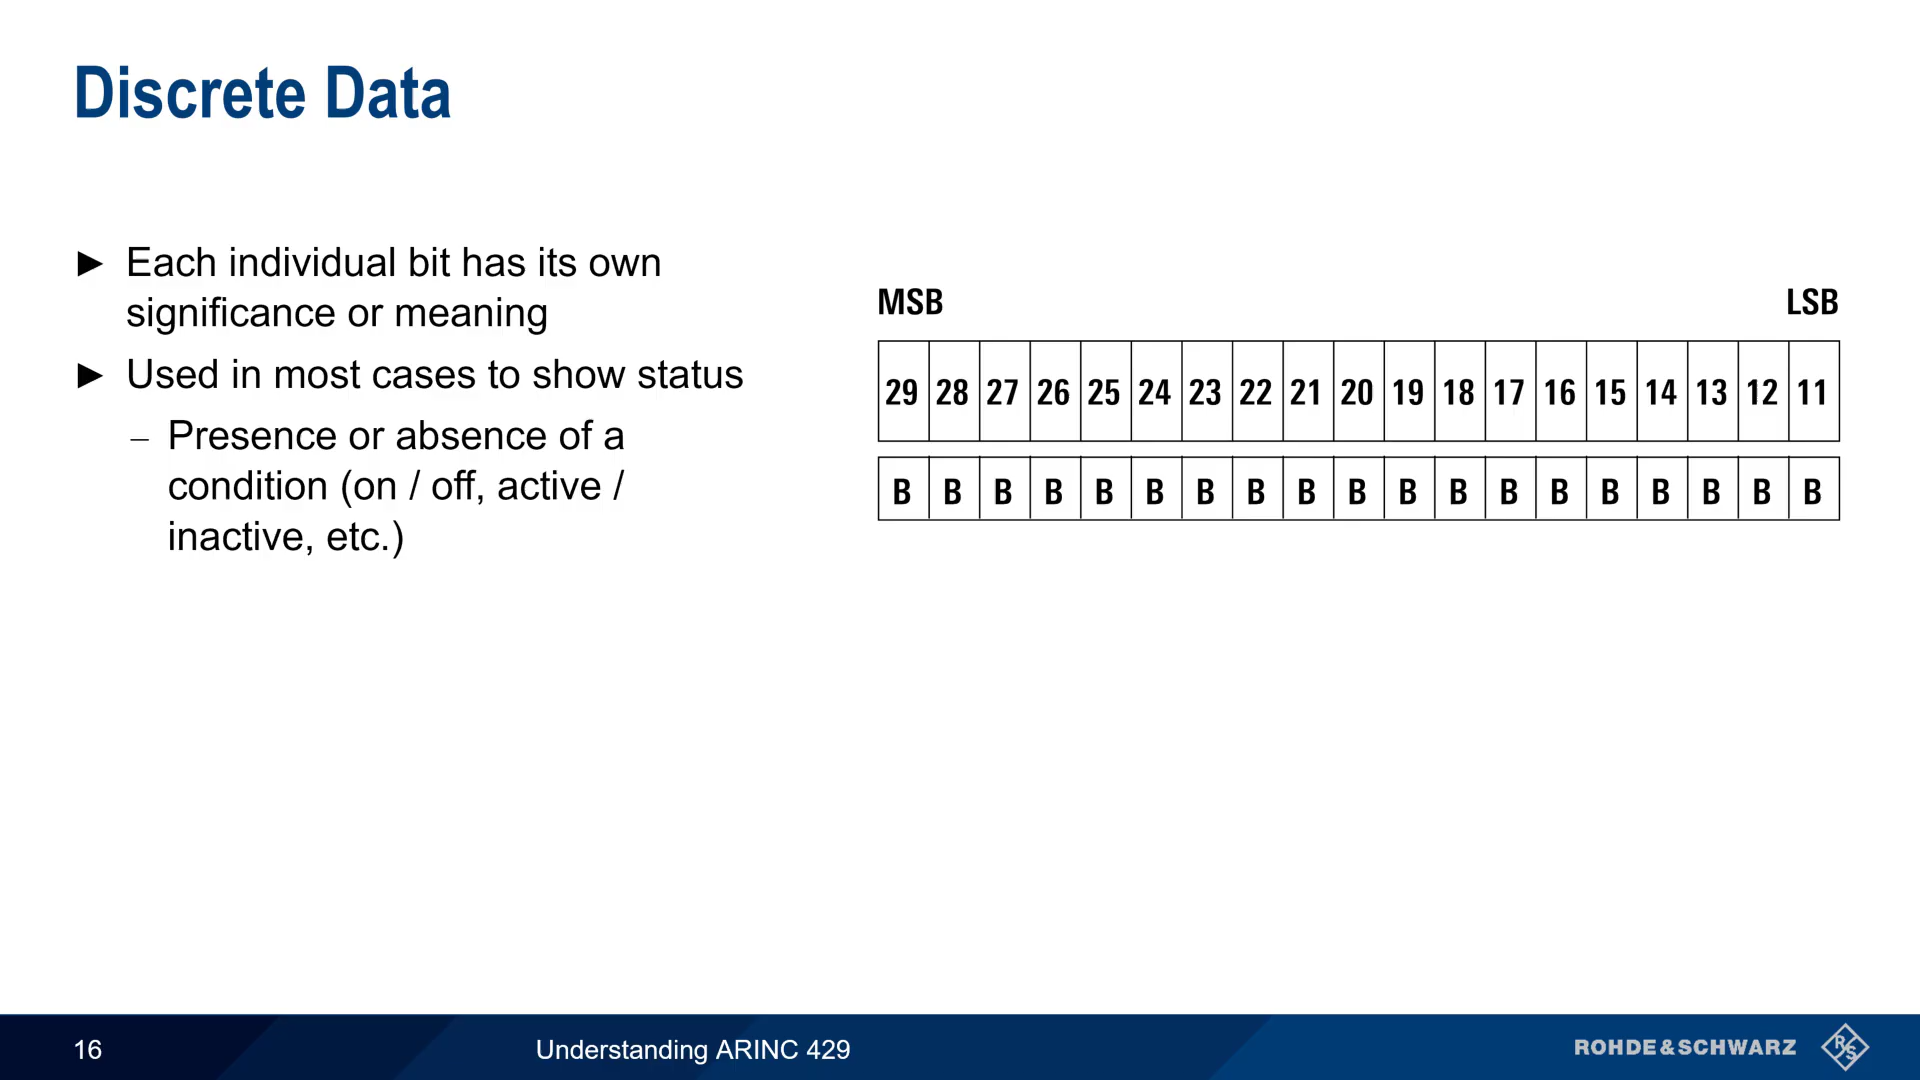 Discrete Data
► Each individual bit has its own
significance or meaning
► Used in most cases to show status
– Presence or absence of a
condition (on / off, active /
inactive, etc.)
MSB LSB
29 28 27 26 25 24 23 22 21 20 19 18 17 16 15 14 13 12 11
B B B B B B B B B B B B B B B B B B B
16 Understanding ARINC 429 ROHDE&SCHWARZ R S